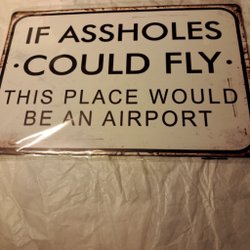 IF ASSHOLES
·COULD FLY·
THIS PLACE WOULD
BE AN AIRPORT